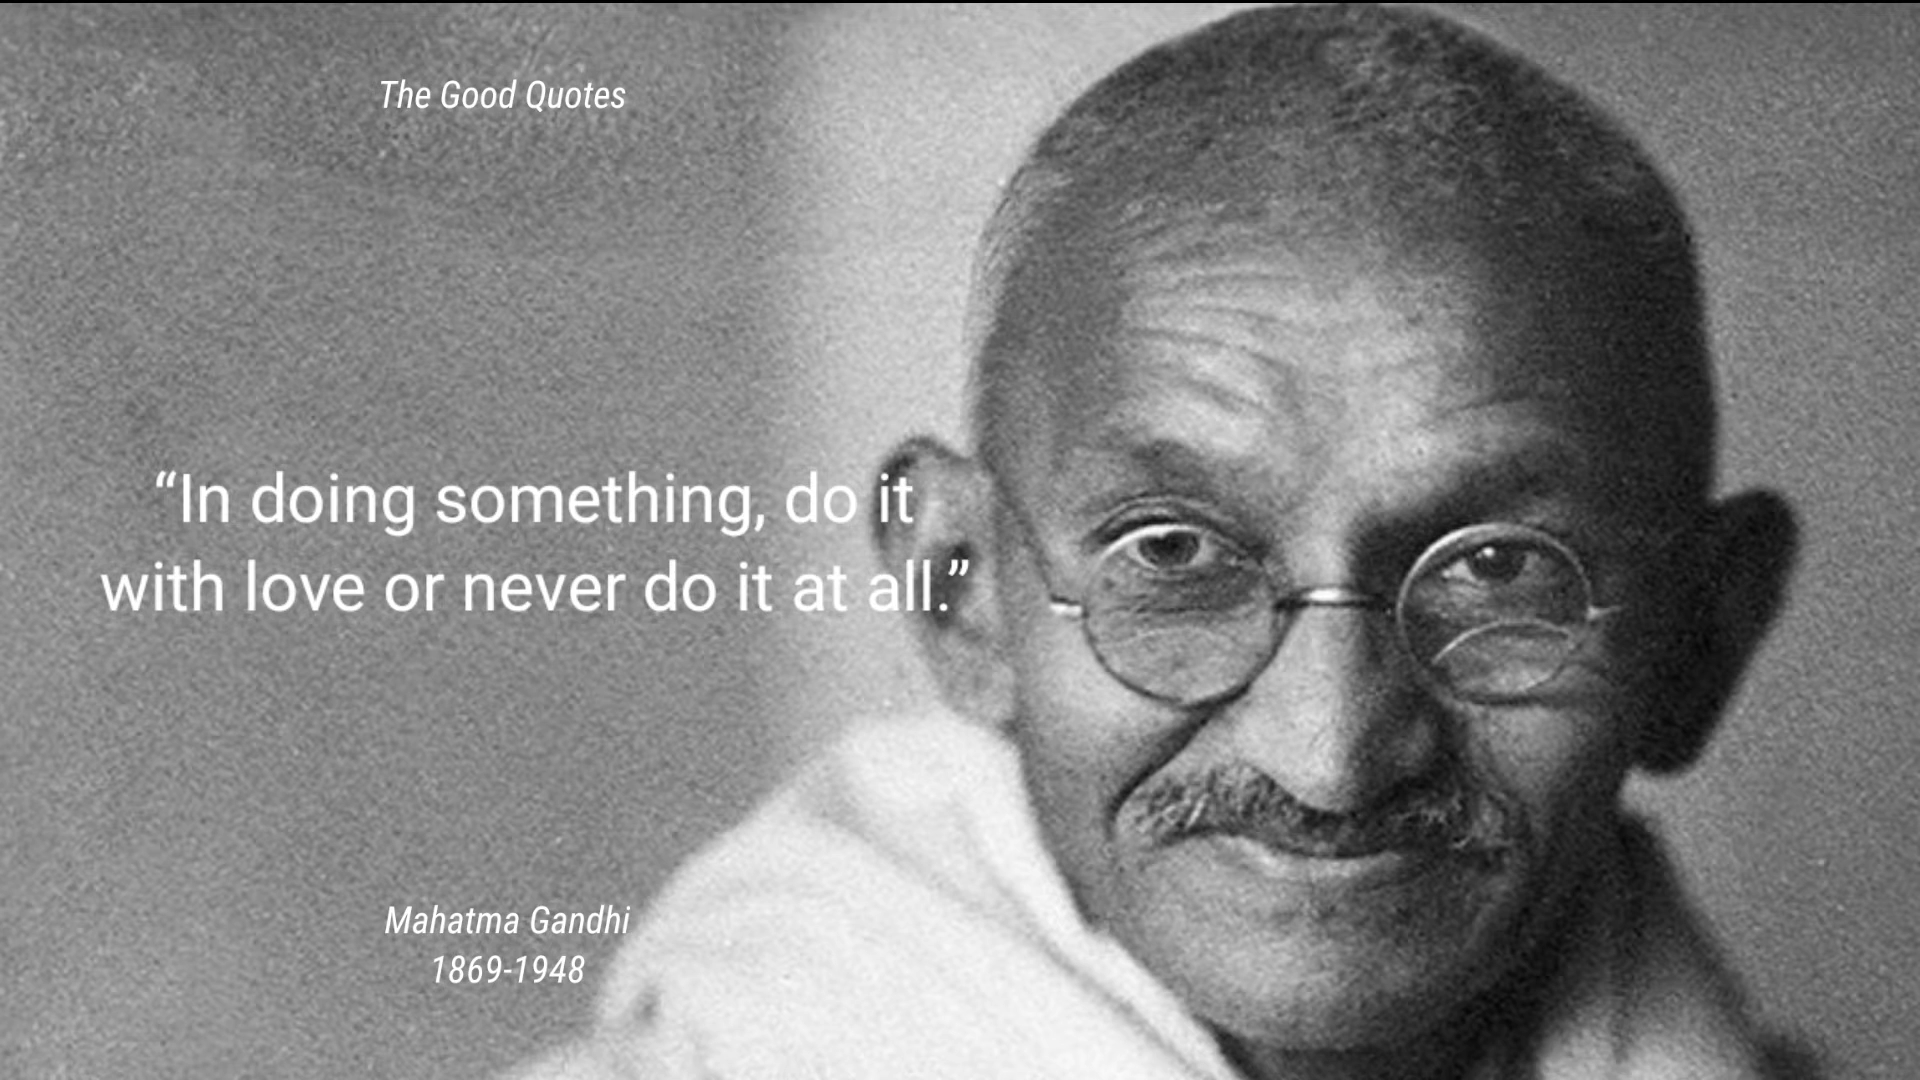 The Good Quotes
“In doing something, do it
with love or never do it at all.”
Mahatma Gandhi
1869-1948